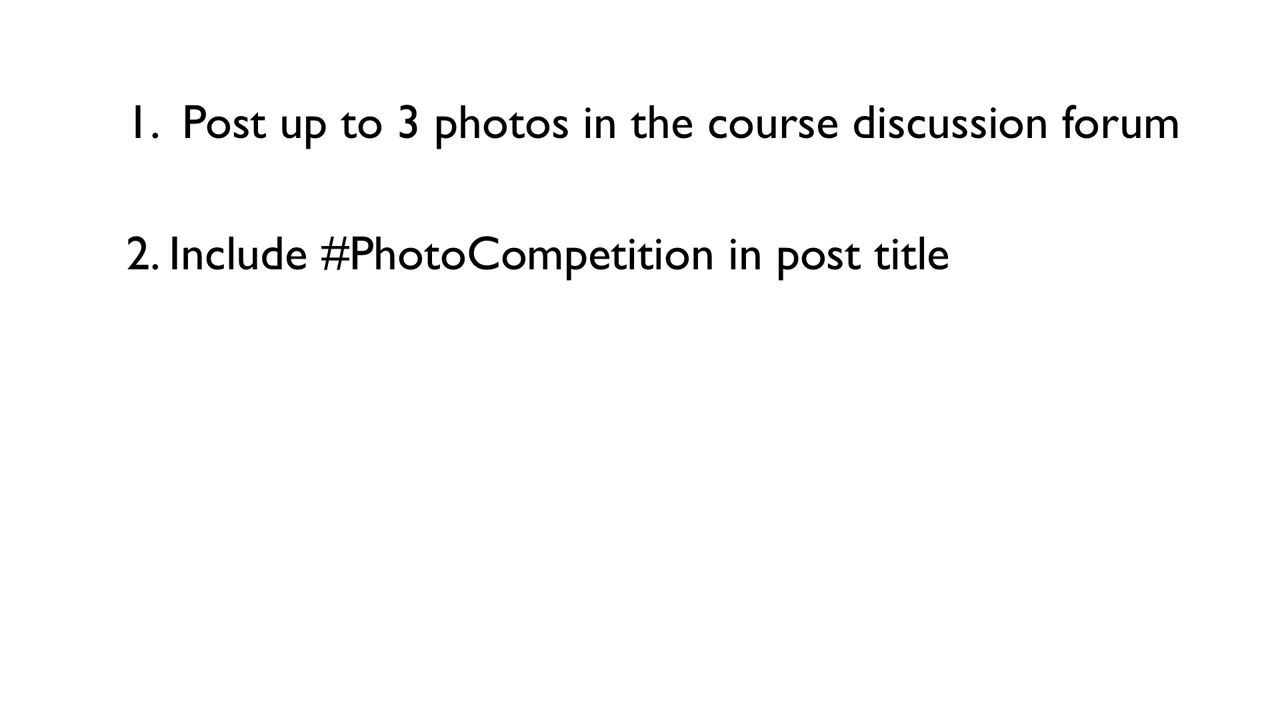 1. Post up to 3 photos in the course discussion forum
2. Include #PhotoCompetition in post title